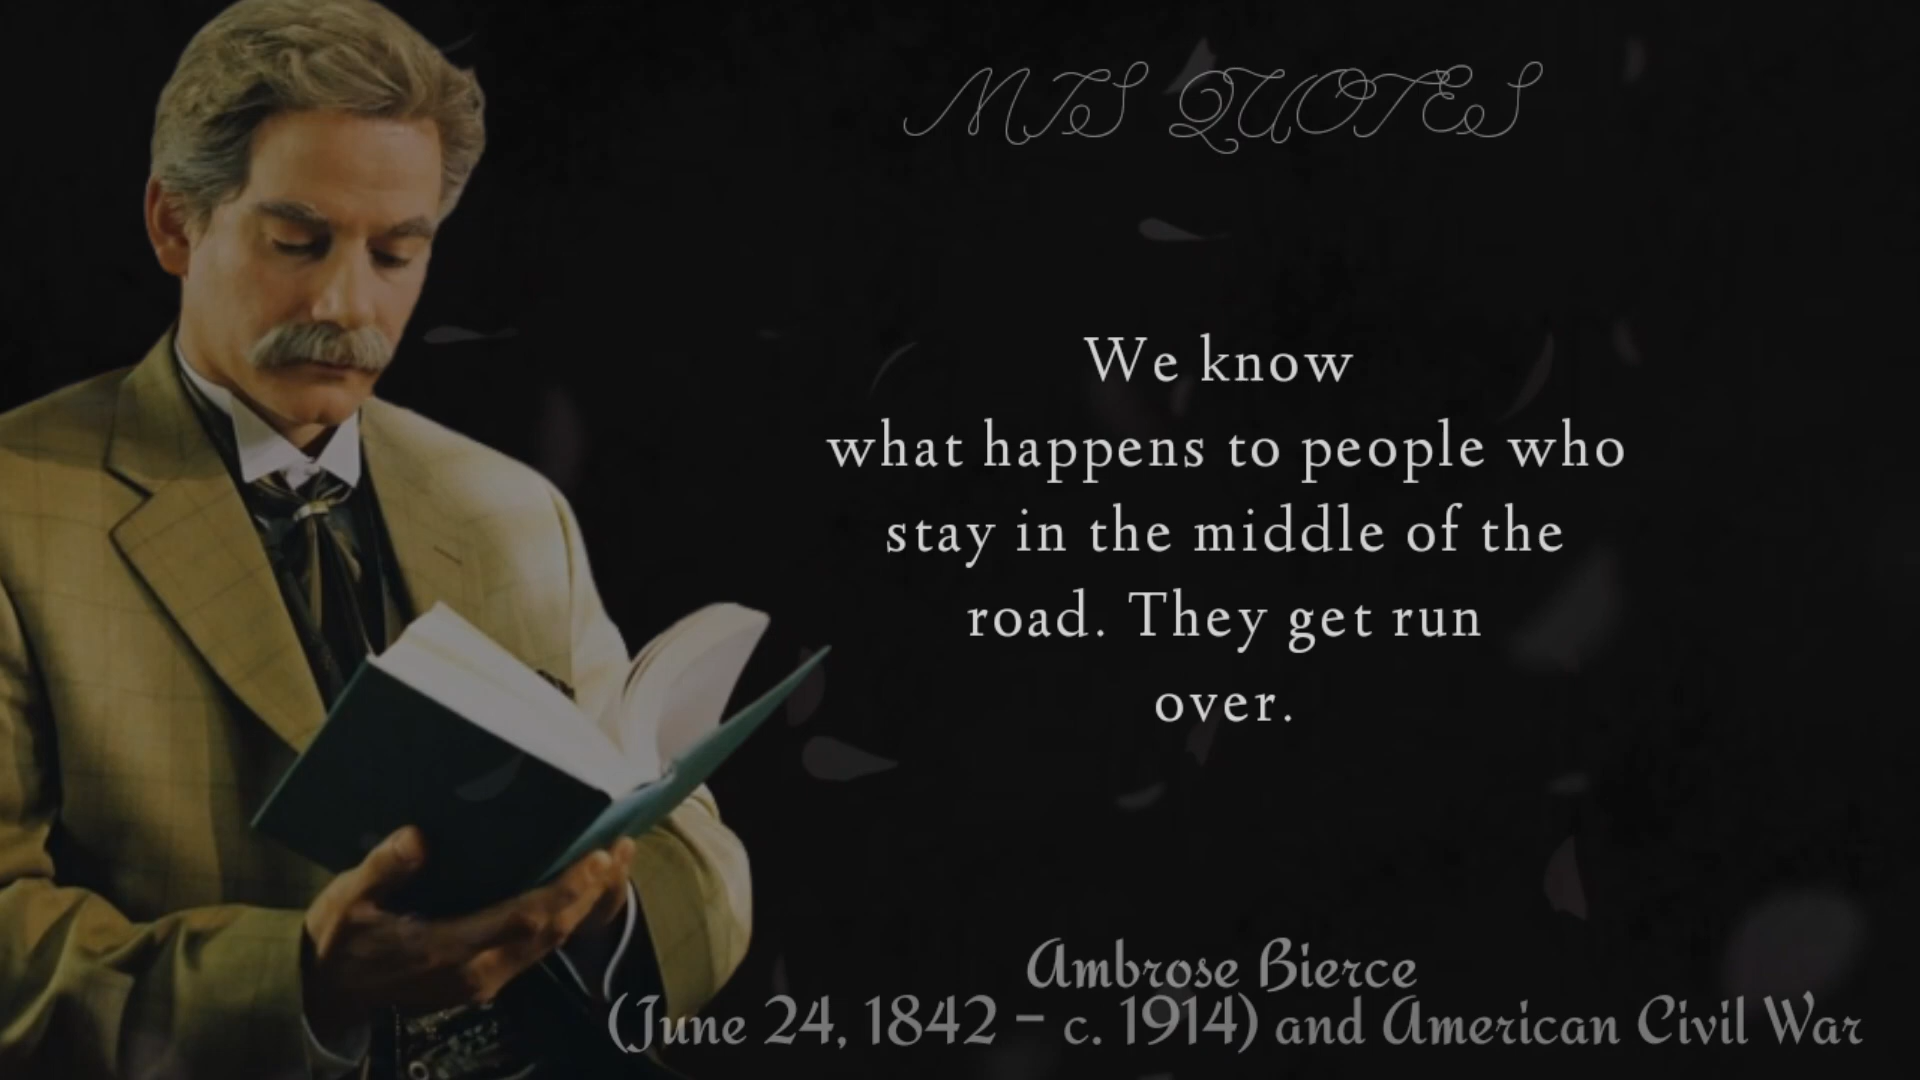 MTS QUOTES
We know
what happens to people who
stay in the middle of the
road. They get run
over.
Ambrose Bierce
(June 24, 1842 – c. 1914) and American Civil War